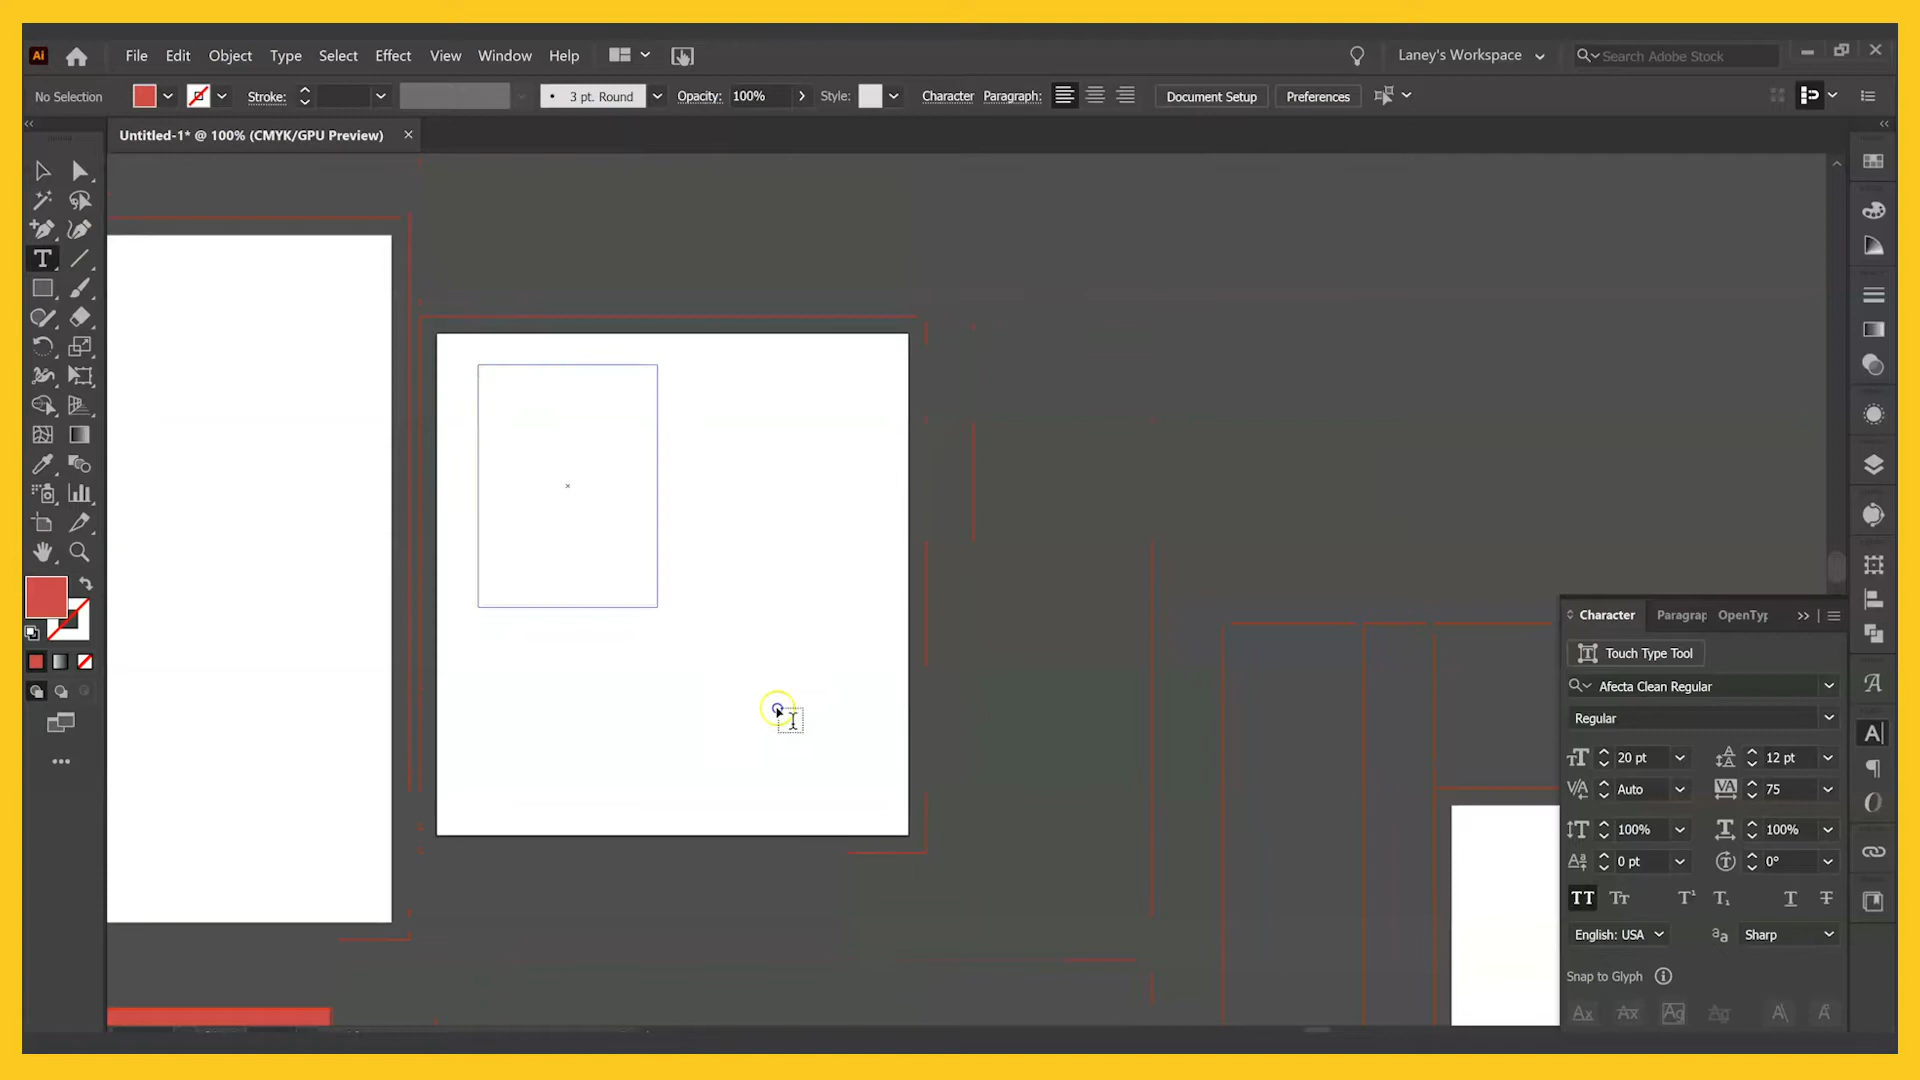 Ai File Edit Object Type Select Effect View Window Help Laney's Workspace Search Adobe Stock
No Selection Stroke: 3 pt. Round Opacity: 100% Style: Character Paragraph: Document Setup Preferences
Untitled-1* @ 100% (CMYK/GPU Preview)
Character Paragrap OpenTyp
Touch Type Tool
Afecta Clean Regular
Regular
20 pt 12 pt
Auto 75
100% 100%
0 pt 0°
English: USA Sharp
Snap to Glyph